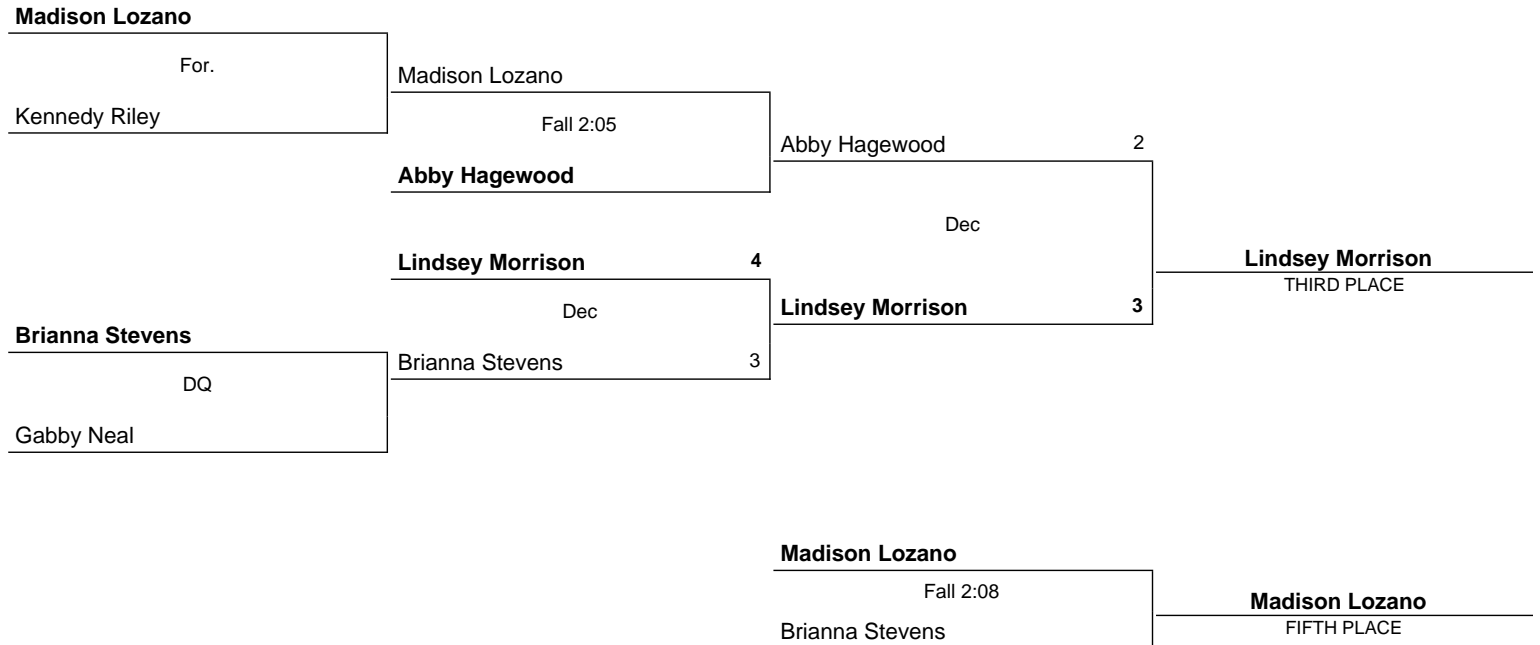 Madison Lozano
For.
Kennedy Riley
Brianna Stevens
DQ
Gabby Neal
Madison Lozano
Fall 2:05
Abby Hagewood
Lindsey Morrison 4
Dec
Brianna Stevens 3
Abby Hagewood 2
Dec
Lindsey Morrison 3
Lindsey Morrison
THIRD PLACE
Madison Lozano
Fall 2:08
Brianna Stevens
Madison Lozano
FIFTH PLACE